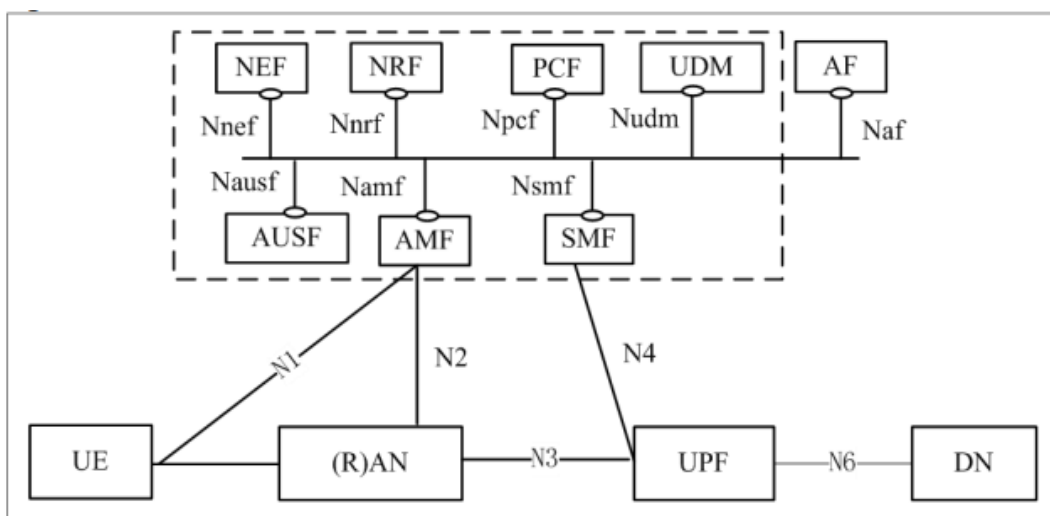 NEF NRF PCF UDM AF
Nnef Nnrf Npcf Nudm Naf
Nausf Namf Nsmf
AUSF AMF SMF
N1 N2 N4
UE (R)AN N3 UPF N6 DN